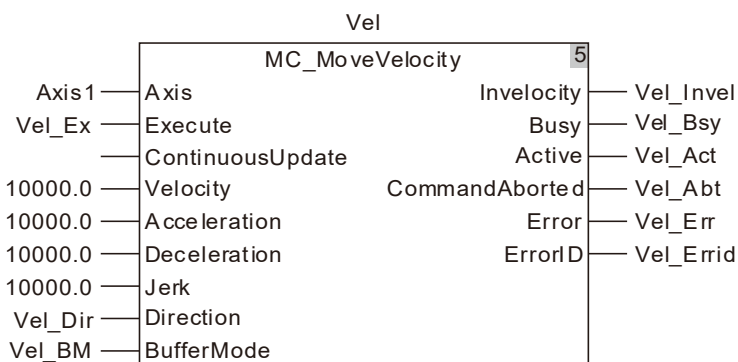 Vel
MC_MoveVelocity 5
Axis1 Axis Invelocity Vel_Invel
Vel_Ex Execute Busy Vel_Bsy
ContinuousUpdate Active Vel_Act
10000.0 Velocity CommandAborted Vel_Abt
10000.0 Acceleration Error Vel_Err
10000.0 Deceleration ErrorID Vel_Errid
10000.0 Jerk
Vel_Dir Direction
Vel_BM BufferMode